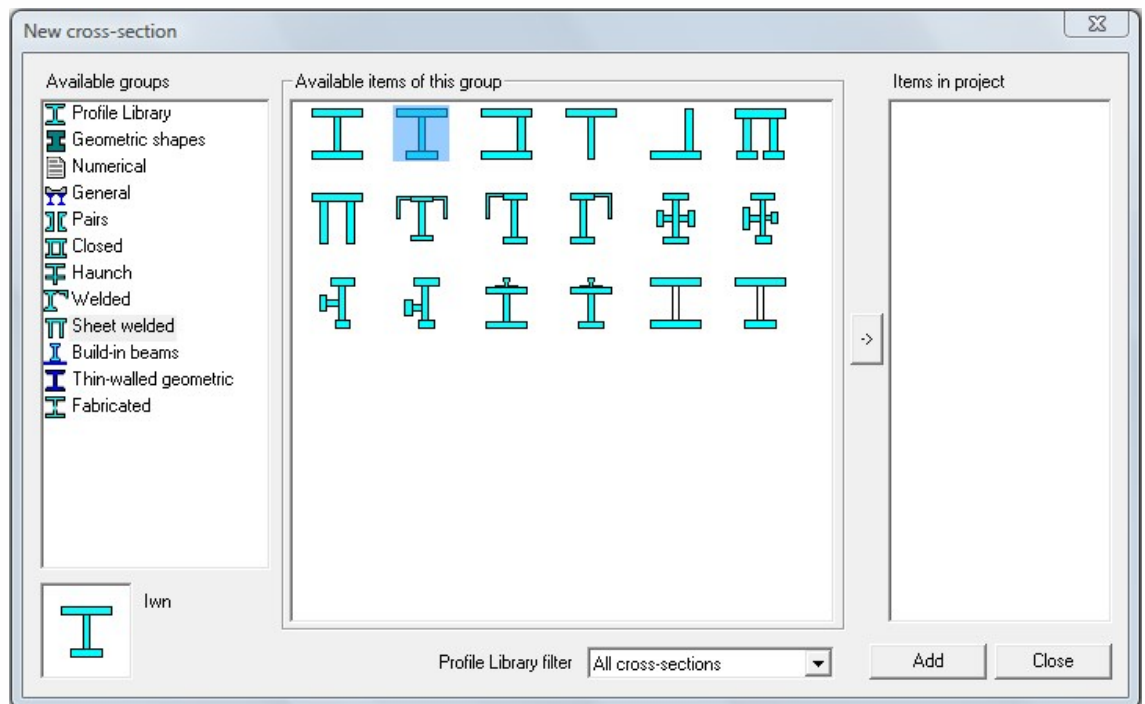 New cross-section
Available groups
Profile Library
Geometric shapes
Numerical
General
Pairs
Closed
Haunch
Welded
Sheet welded
Build-in beams
Thin-walled geometric
Fabricated
Iwn
Available items of this group
Profile Library filter
All cross-sections
Items in project
->
Add
Close